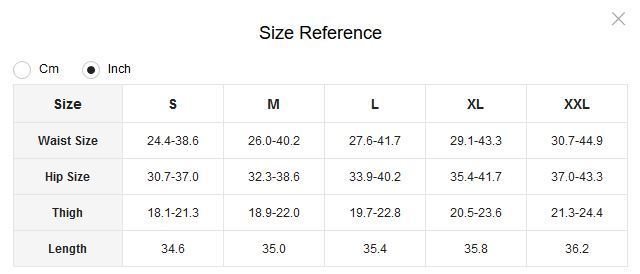 Size Reference
Cm Inch
Size S M L XL XXL
Waist Size 24.4-38.6 26.0-40.2 27.6-41.7 29.1-43.3 30.7-44.9
Hip Size 30.7-37.0 32.3-38.6 33.9-40.2 35.4-41.7 37.0-43.3
Thigh 18.1-21.3 18.9-22.0 19.7-22.8 20.5-23.6 21.3-24.4
Length 34.6 35.0 35.4 35.8 36.2